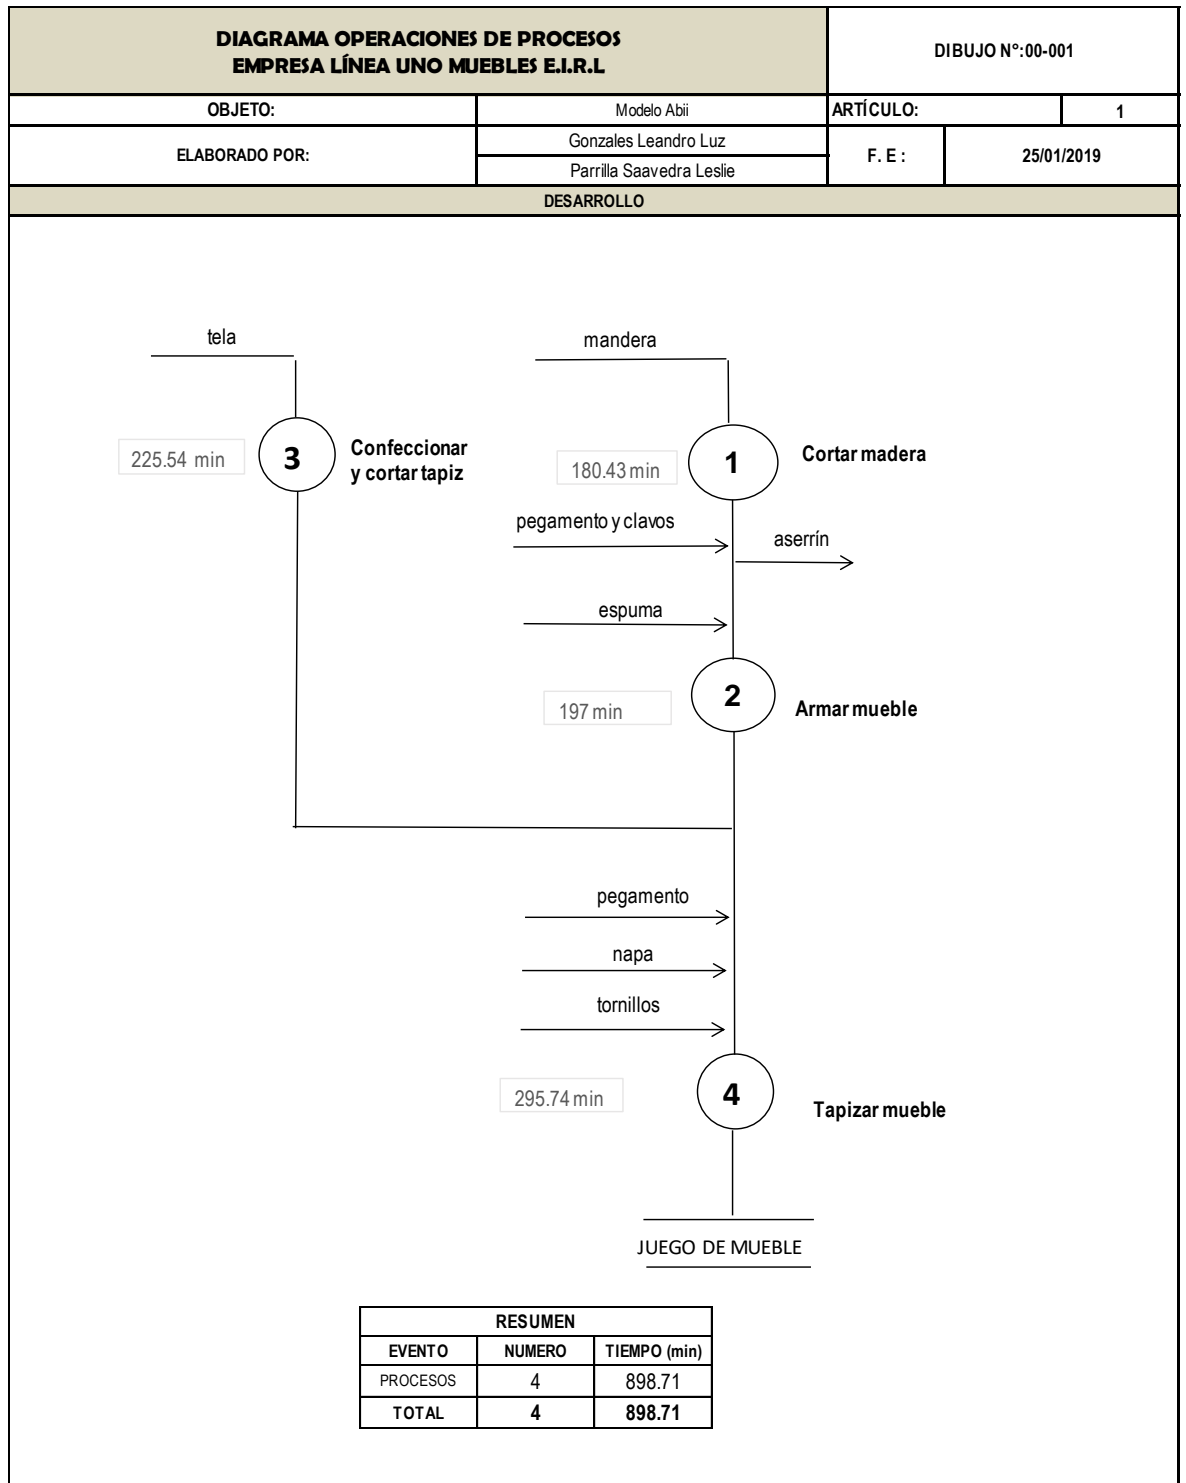 DIAGRAMA OPERACIONES DE PROCESOS
EMPRESA LÍNEA UNO MUEBLES E.I.R.L
DIBUJO N°:00-001
OBJETO:
Modelo Abii
ARTÍCULO:
1
ELABORADO POR:
Gonzales Leandro Luz
Parrilla Saavedra Leslie
F. E :
25/01/2019
DESARROLLO
tela
mandera
225.54 min
3
Confeccionar
y cortar tapiz
180.43 min
1
Cortar madera
pegamento y clavos
aserrín
espuma
197 min
2
Armar mueble
pegamento
napa
tornillos
295.74 min
4
Tapizar mueble
JUEGO DE MUEBLE
RESUMEN
EVENTO NUMERO TIEMPO (min)
PROCESOS 4 898.71
TOTAL 4 898.71